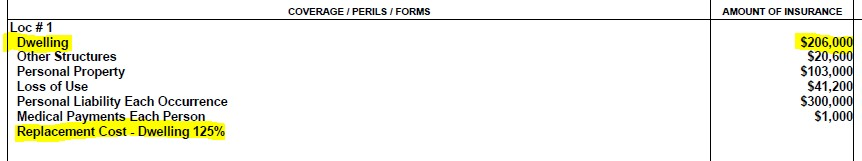 COVERAGE / PERILS / FORMS AMOUNT OF INSURANCE
Loc # 1
Dwelling $206,000
Other Structures $20,600
Personal Property $103,000
Loss of Use $41,200
Personal Liability Each Occurrence $300,000
Medical Payments Each Person $1,000
Replacement Cost - Dwelling 125%